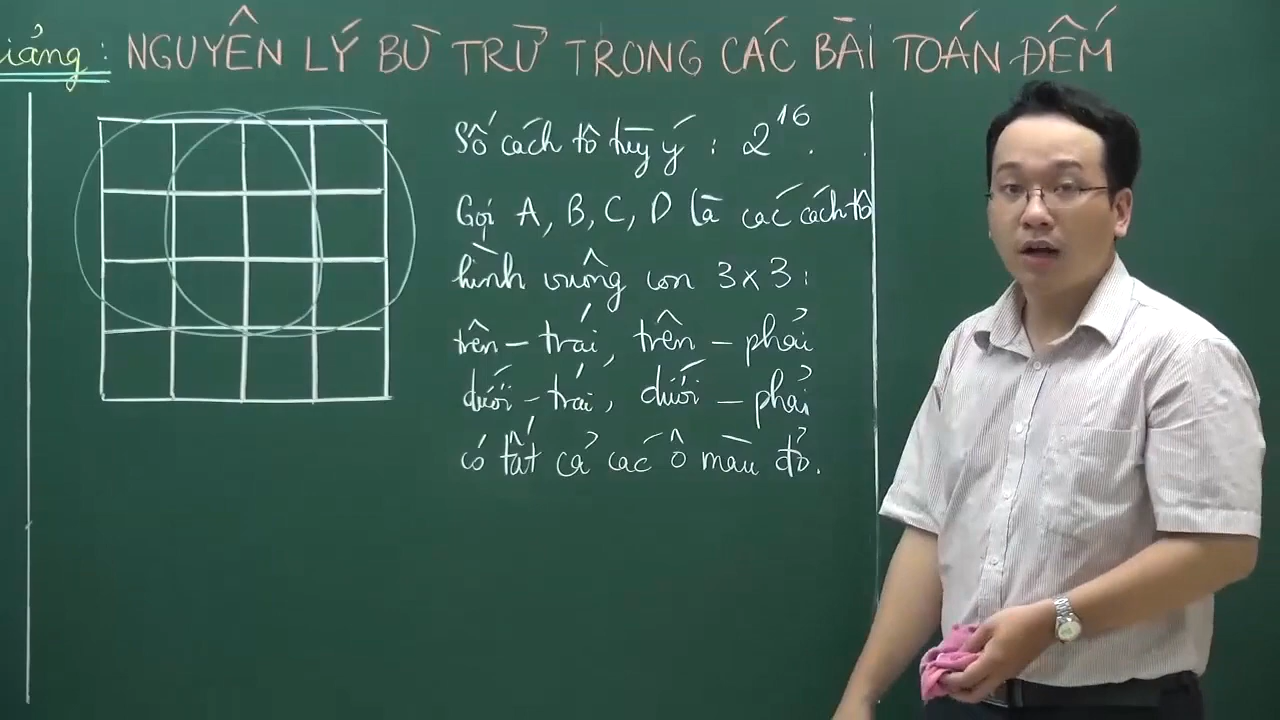 iảng : NGUYÊN LÝ BÙ TRỪ TRONG CÁC BÀI TOÁN ĐẾM
Số cách tô tùy ý : 2^16.
Gọi A, B, C, D là các cách tô
hình vuông con 3×3 :
trên – trái, trên – phải
dưới – trái, dưới – phải
có tất cả các ô màu đỏ.